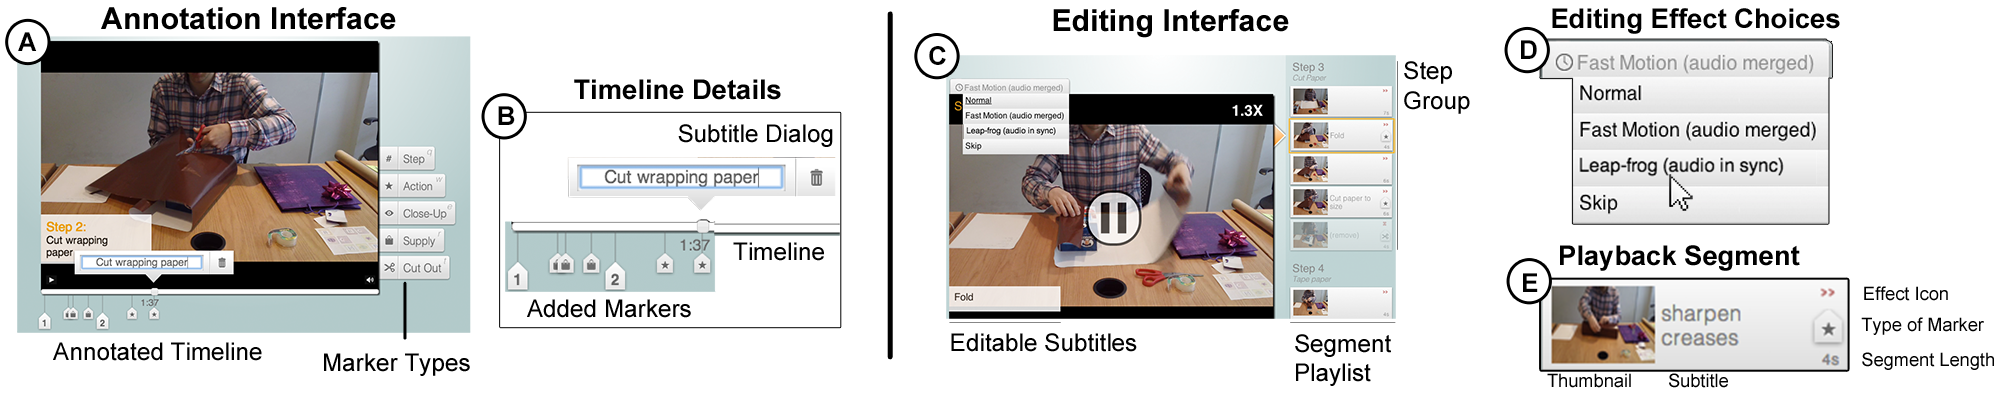 Annotation Interface
A
Step 2:
Cut wrapping
paper
Cut wrapping paper
1:37
1
2
# Step
Action
Close-Up
Supply
Cut Out
Annotated Timeline
Marker Types
Timeline Details
B
Subtitle Dialog
Cut wrapping paper
1:37
Timeline
1
2
Added Markers
Editing Interface
C
Fast Motion (audio merged)
Normal
Fast Motion (audio merged)
Leap-frog (audio in sync)
Skip
1.3X
Fold
Step 3
Cut Paper
Fold
Cut paper to
size
(remove)
Step 4
Tape paper
Step
Group
Editable Subtitles
Segment
Playlist
Editing Effect Choices
D
Fast Motion (audio merged)
Normal
Fast Motion (audio merged)
Leap-frog (audio in sync)
Skip
Playback Segment
E
sharpen
creases
4s
Effect Icon
Type of Marker
Segment Length
Thumbnail
Subtitle